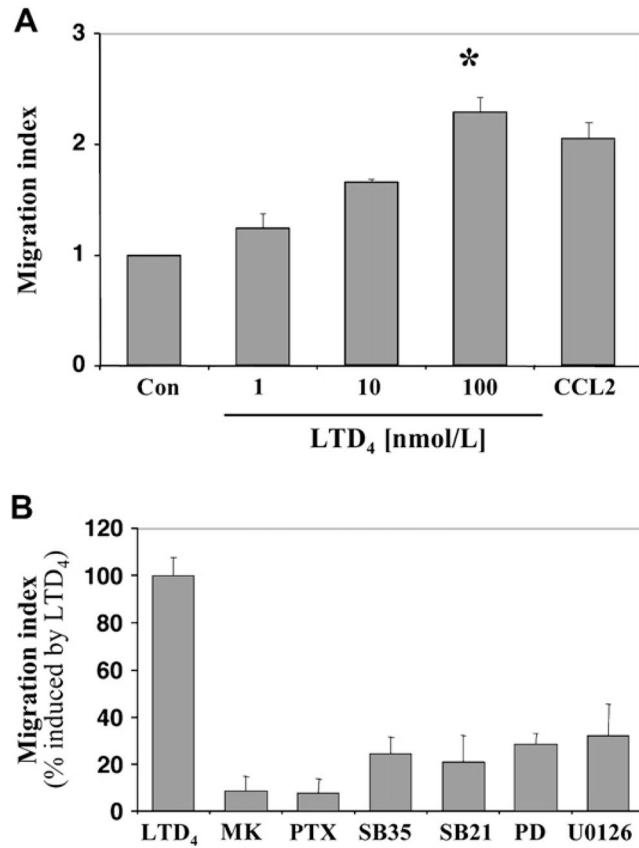 A
Migration index
3
2
1
0
*
Con 1 10 100 CCL2
LTD₄ [nmol/L]
B
Migration index
(% induced by LTD₄)
120
100
80
60
40
20
0
LTD₄ MK PTX SB35 SB21 PD U0126